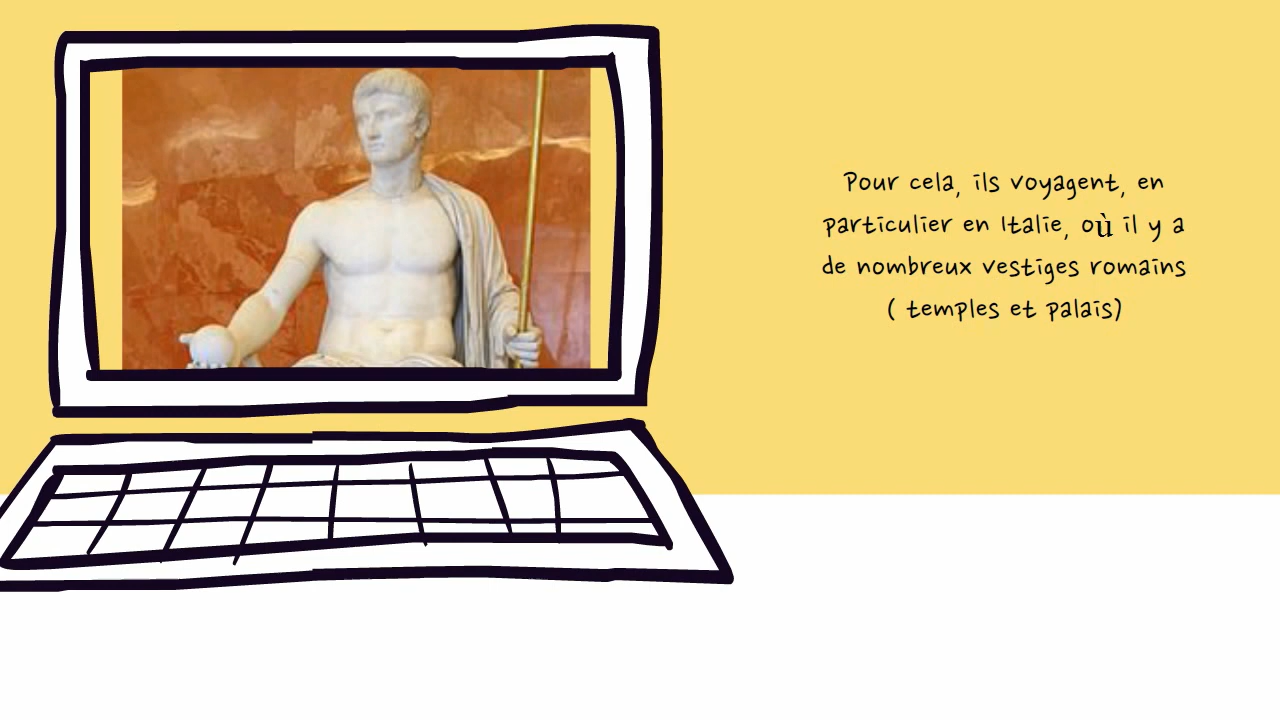 Pour cela, ils voyagent, en
particulier en Italie, où il y a
de nombreux vestiges romains
( temples et palais)